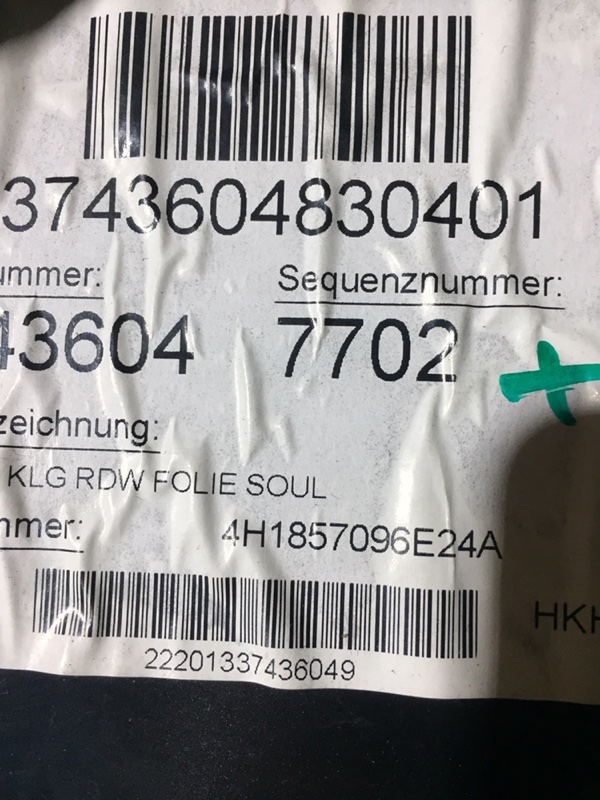 3743604830401
ummer: Sequenznummer:
43604 7702
zeichnung:
KLG RDW FOLIE SOUL
mmer: 4H1857096E24A
HKH
22201337436049